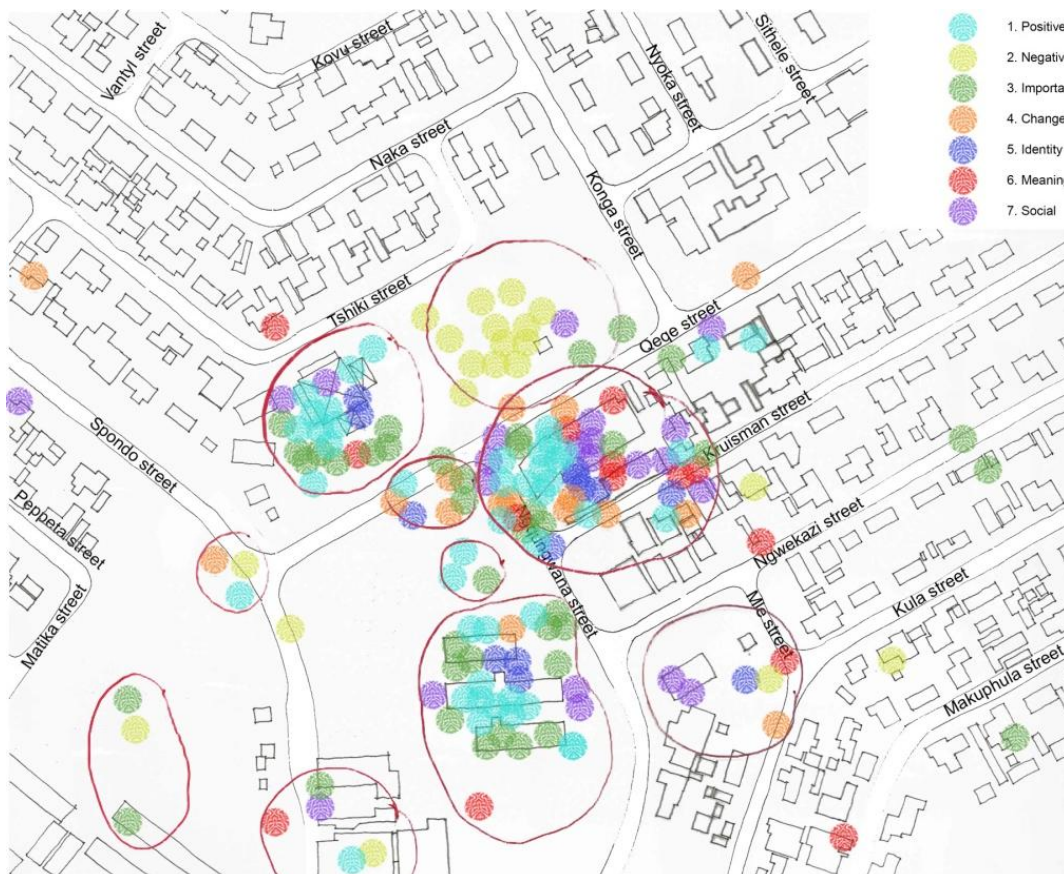 1. Positive
2. Negativ
3. Importa
4. Change
5. Identity
6. Meaning
7. Social
Vantyl street
Kovu street
Nyoka street
Sithele street
Naka street
Konga street
Tshiki street
Qeqe street
Kruisman street
Spondo street
Peppeta street
Matika street
Ngwekazi street
Mle street
Kula street
Makuphula street